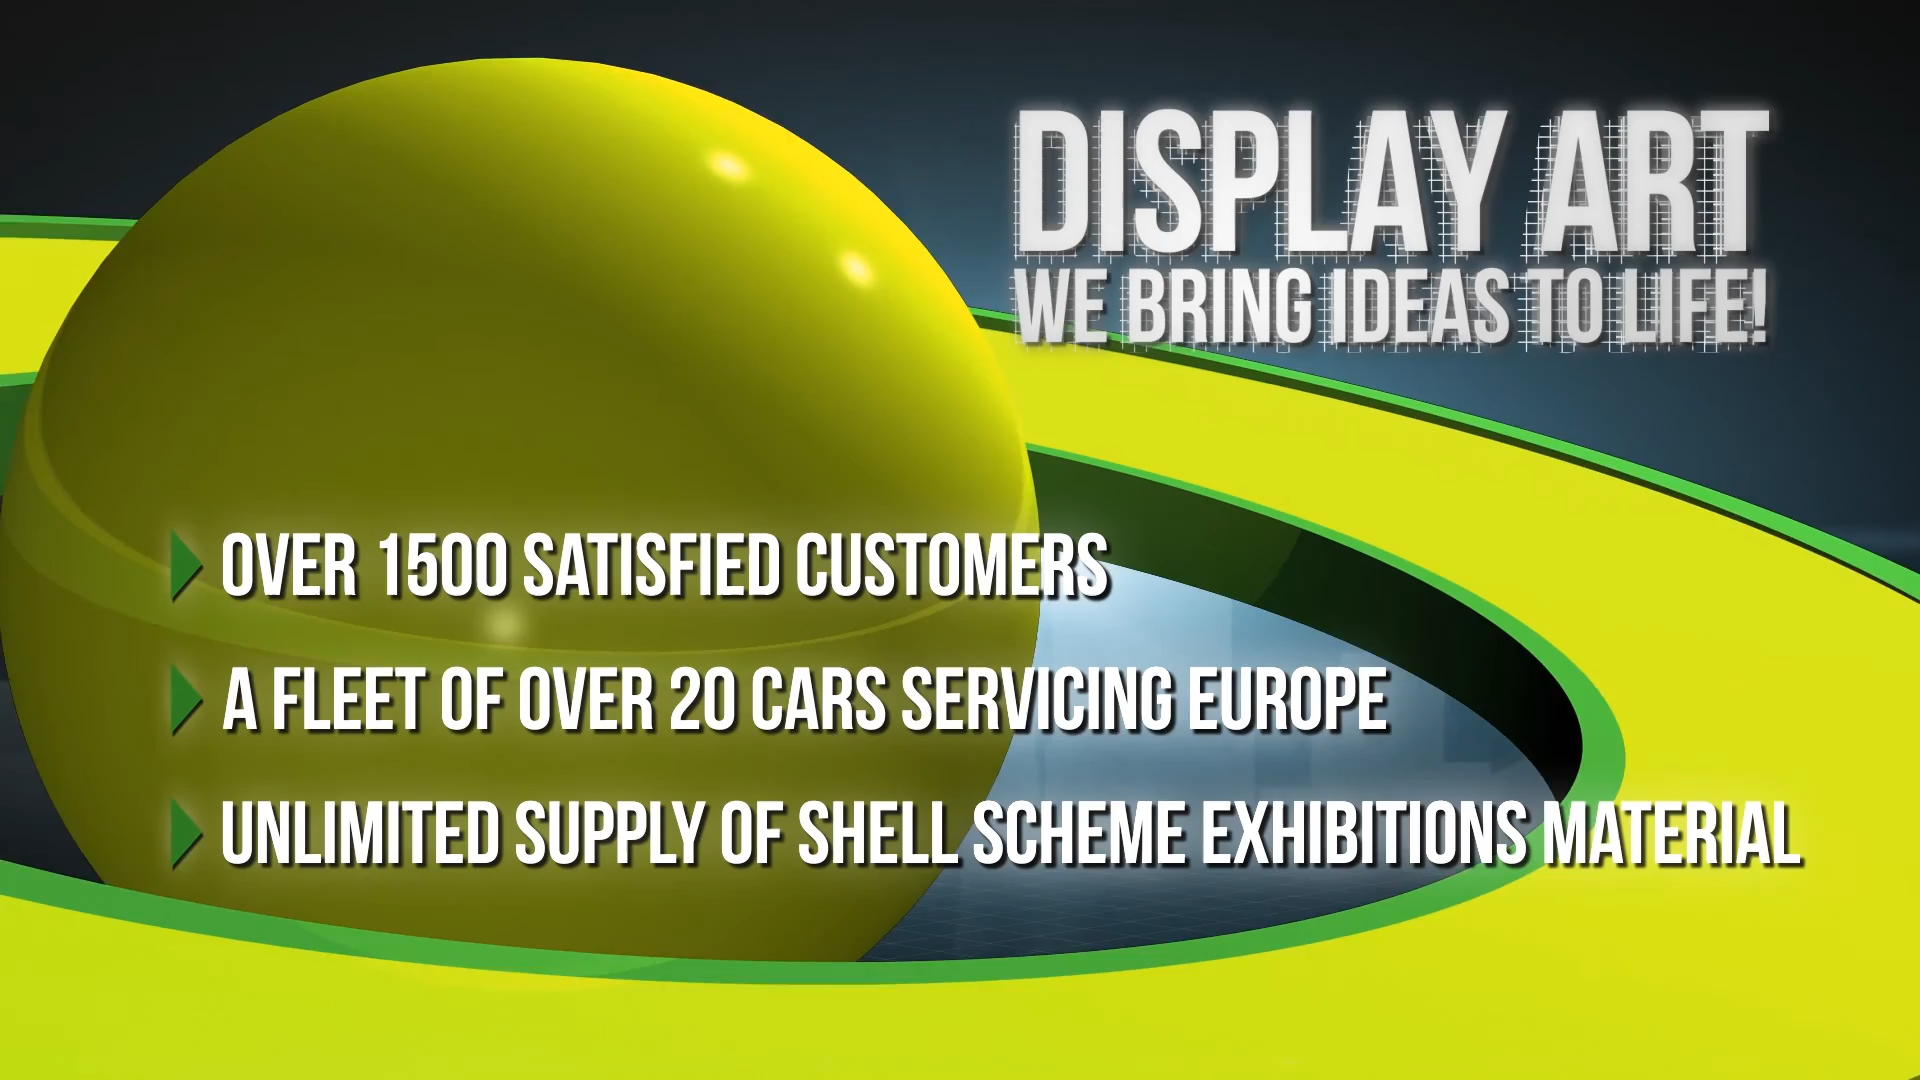 DISPLAY ART
WE BRING IDEAS TO LIFE!
OVER 1500 SATISFIED CUSTOMERS
A FLEET OF OVER 20 CARS SERVICING EUROPE
UNLIMITED SUPPLY OF SHELL SCHEME EXHIBITIONS MATERIAL